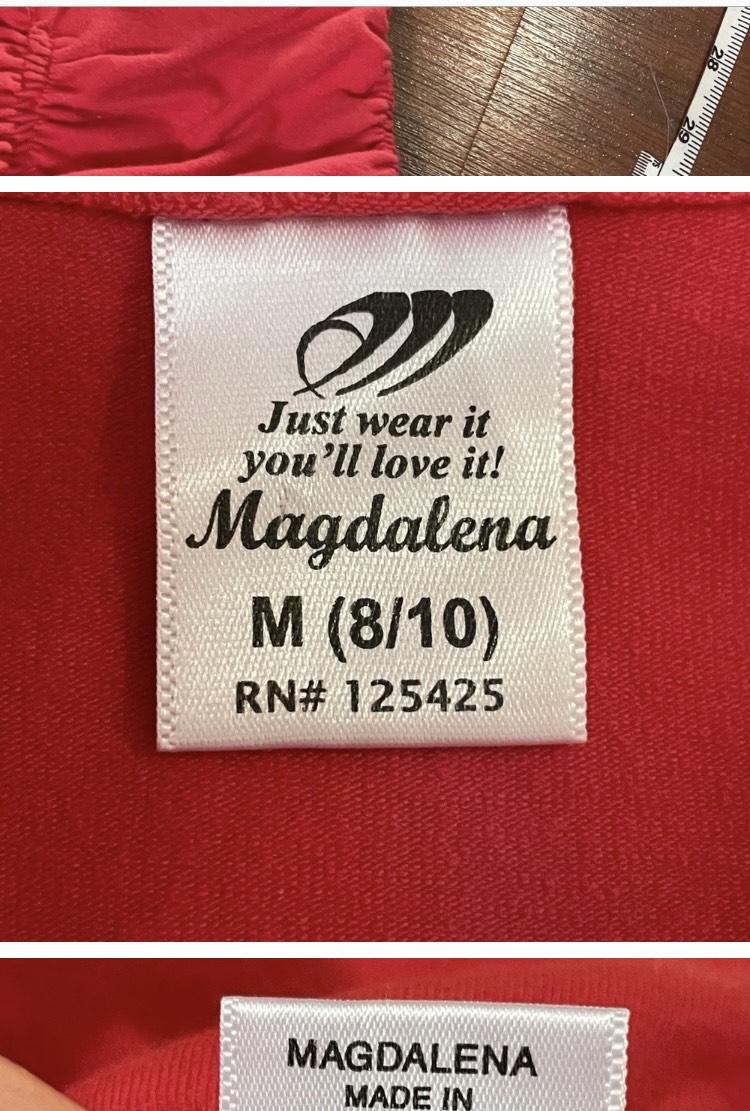 28
29
Just wear it
you'll love it!
Magdalena
M (8/10)
RN# 125425
MAGDALENA
MADE IN